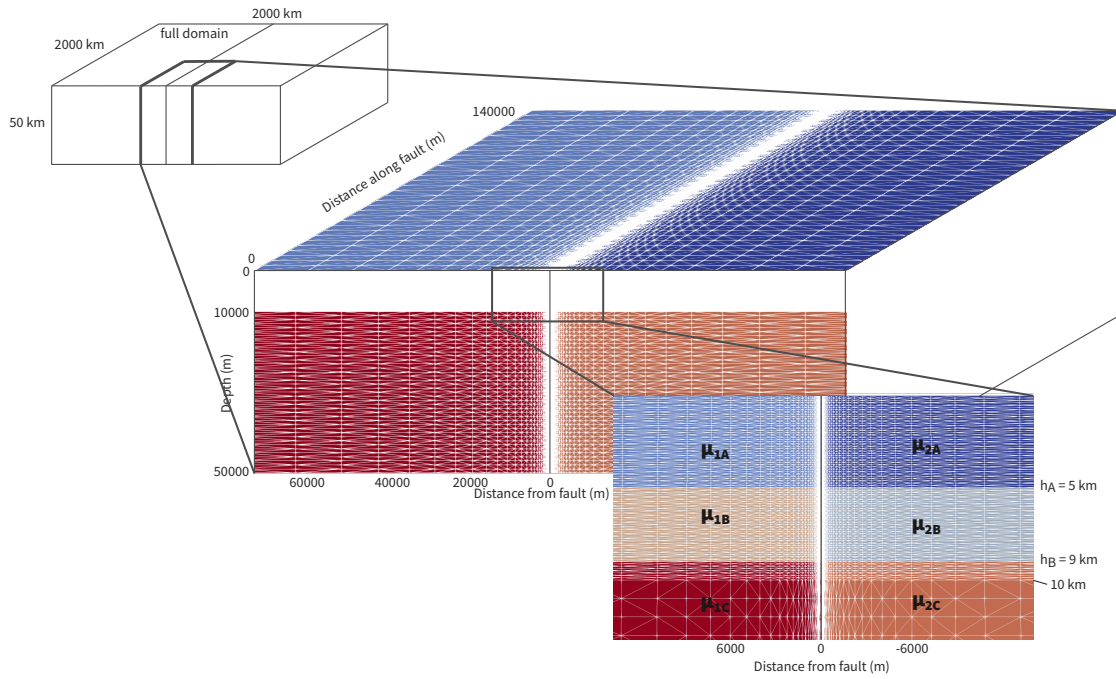 2000 km
full domain
2000 km
50 km
140000
Distance along fault (m)
0
0
10000
Depth (m)
50000
60000 40000 20000 0
Distance from fault (m)
μ1A μ2A
hA = 5 km
μ1B μ2B
hB = 9 km
10 km
μ1C μ2C
6000 0 -6000
Distance from fault (m)